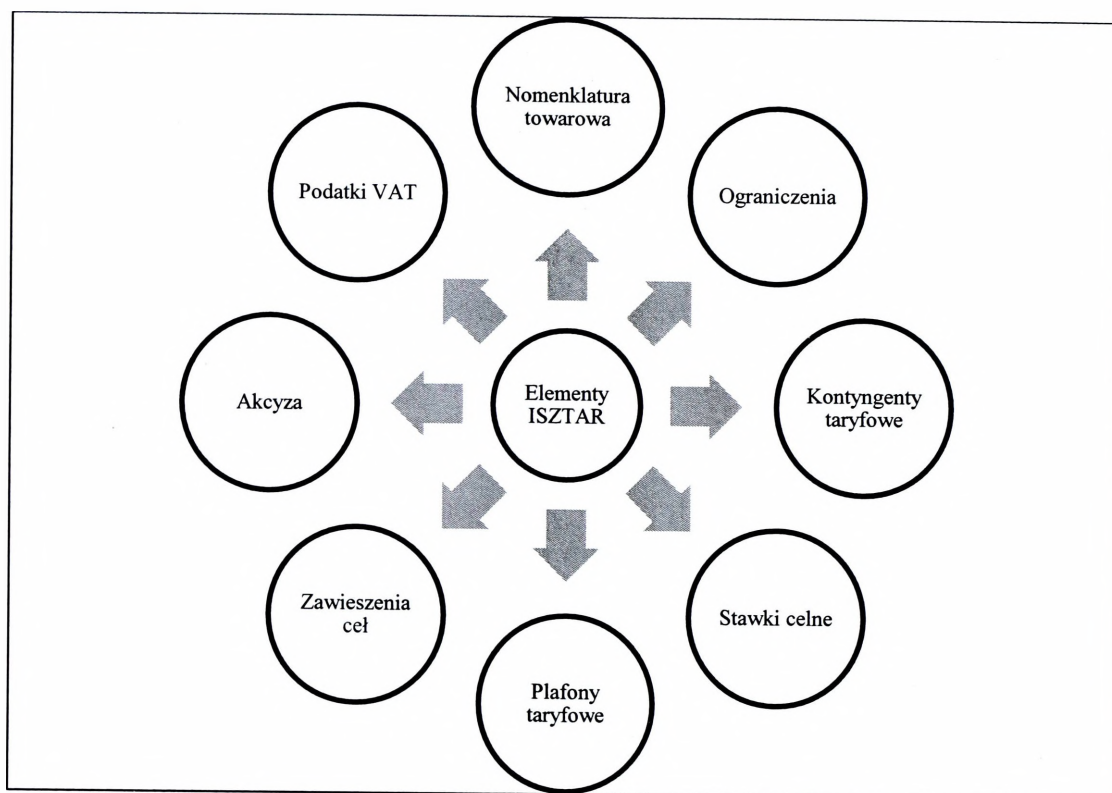 Nomenklatura
towarowa
Podatki VAT
Ograniczenia
Akcyza
Elementy
ISZTAR
Kontyngenty
taryfowe
Zawieszenia
ceł
Stawki celne
Plafony
taryfowe